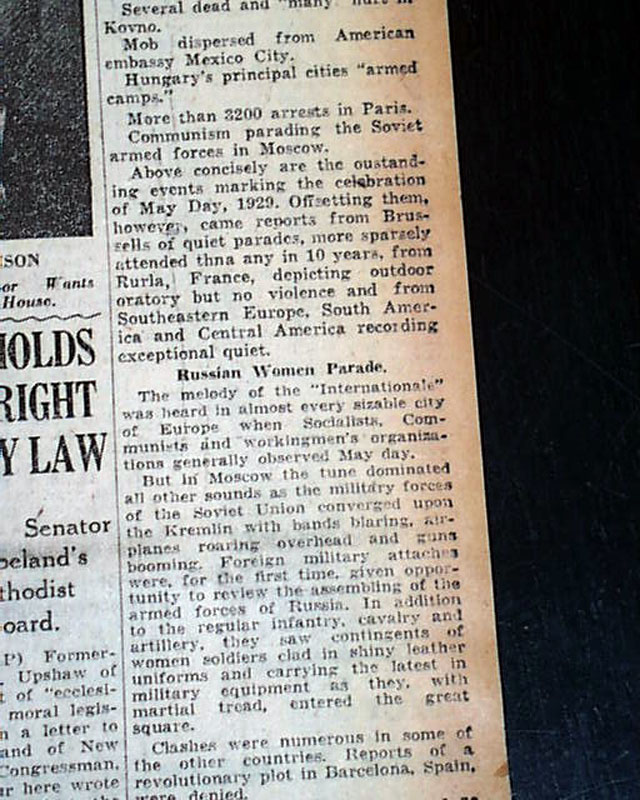 Several dead and "many" hurt in
Kovno.
Mob dispersed from American
embassy Mexico City.
Hungary's principal cities "armed
camps."
More than 3200 arrests in Paris.
Communism parading the Soviet
armed forces in Moscow.
Above concisely are the oustand-
ing events marking the celebration
of May Day, 1929. Offsetting them,
however, came reports from Brus-
sells of quiet parades, more sparsely
attended thna any in 10 years, from
Rurla, France, depicting outdoor
oratory but no violence and from
Southeastern Europe, South Amer-
ica and Central America recording
exceptional quiet.
Russian Women Parade.
The melody of the "Internationale"
was heard in almost every sizable city
of Europe when Socialists, Com-
munists and workingmen's organiza-
tions generally observed May day.
But in Moscow the tune dominated
all other sounds as the military forces
of the Soviet Union converged upon
the Kremlin with bands blaring, air-
planes roaring overhead and guns
booming. Foreign military attaches
were, for the first time, given oppor-
tunity to review the assembling of the
armed forces of Russia. In addition
to the regular infantry, cavalry and
artillery, they saw contingents of
women soldiers clad in shiny leather
uniforms and carrying the latest in
military equipment as they, with
martial tread, entered the great
square.
Clashes were numerous in some of
the other countries. Reports of a
revolutionary plot in Barcelona, Spain,
were denied.
SON
or Wants
House.
HOLDS
RIGHT
Y LAW
Senator
peland's
thodist
oard.
P) Former-
Upshaw of
t of "ecclesi-
moral legis-
n a letter to
and of New
Congressman,
ur here wrote
the